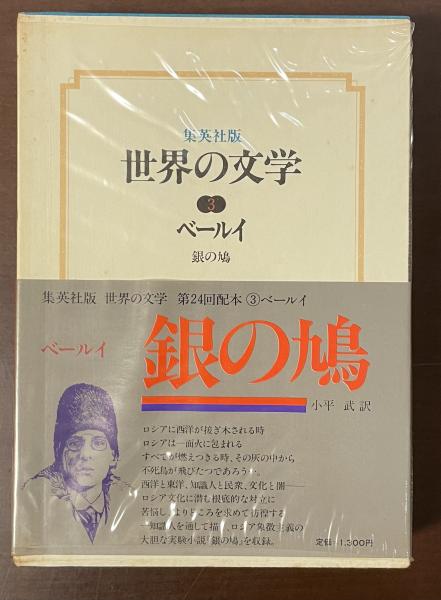 集英社版
世界の文学
3
ベールイ
銀の鳩
集英社版 世界の文学 第24回配本 ③ベールイ
ベールイ
銀の鳩
小平 武 訳
ロシアに西洋が接ぎ木される時
ロシアは一面火に包まれる
すべてが燃えつきる時、その灰の中から
不死鳥が飛びたつであろう…。
西洋と東洋、知識人と民衆、文化と闇——
ロシア文化に潜む根底的な対立に
苦悩しよりどころを求めて彷徨する
一知識人を通して描く、ロシア象徴主義の
大胆な実験小説「銀の鳩」を収録。
定価=1,300円